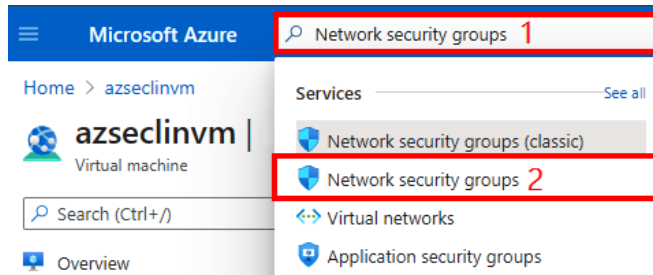 Microsoft Azure
Network security groups 1
Home > azseclinvm
Services
See all
azseclinvm |
Virtual machine
Network security groups (classic)
Network security groups 2
Search (Ctrl+/)
Virtual networks
Overview
Application security groups